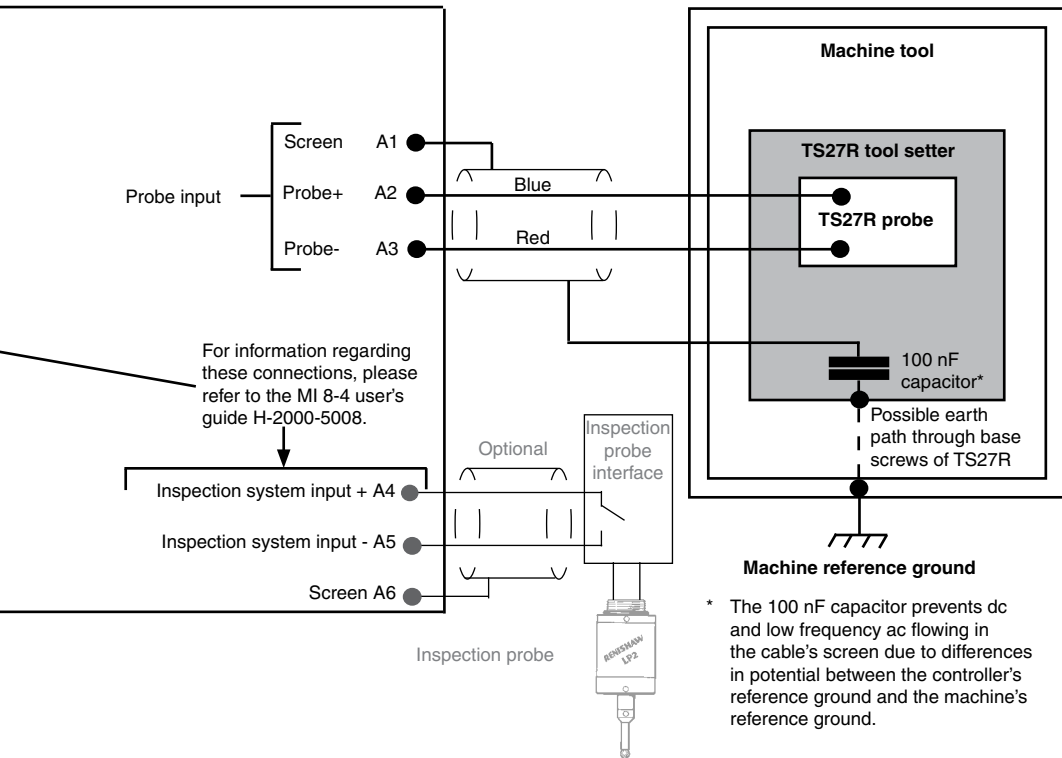 Machine tool
TS27R tool setter
Screen A1
Probe input
Probe+ A2
Blue
TS27R probe
Probe- A3
Red
For information regarding
these connections, please
refer to the MI 8-4 user's
guide H-2000-5008.
100 nF
capacitor*
Possible earth
path through base
screws of TS27R
Optional
Inspection
probe
interface
Inspection system input + A4
Inspection system input - A5
Screen A6
Machine reference ground
Inspection probe
RENISHAW
LP2
* The 100 nF capacitor prevents dc
and low frequency ac flowing in
the cable's screen due to differences
in potential between the controller's
reference ground and the machine's
reference ground.